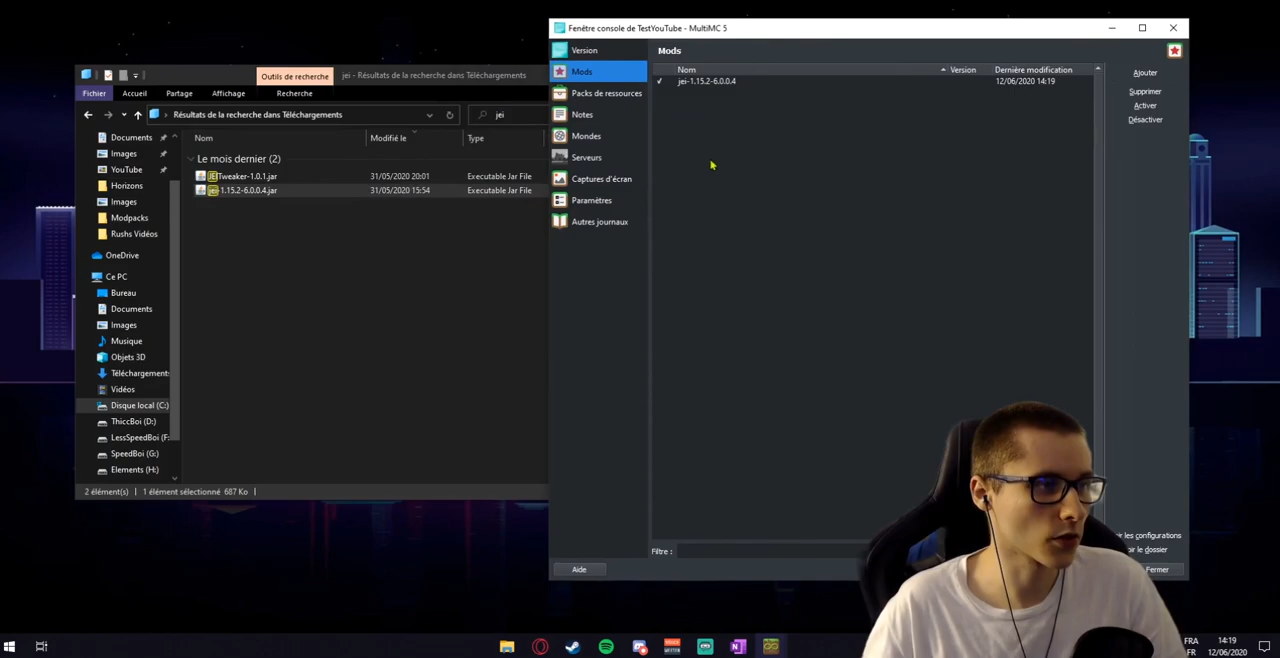 Fenêtre console de TestYouTube - MultiMC 5
Outils de recherche
jei - Résultats de la recherche dans Téléchargements
Fichier
Accueil
Partage
Affichage
Recherche
Résultats de la recherche dans Téléchargements
jei
Nom
Modifié le
Type
Le mois dernier (2)
JEITweaker-1.0.1.jar
31/05/2020 20:01
Executable Jar File
jei-1.15.2-6.0.0.4.jar
31/05/2020 15:54
Executable Jar File
Documents
Images
YouTube
Horizons
Images
Modpacks
Rushs Vidéos
OneDrive
Ce PC
Bureau
Documents
Images
Musique
Objets 3D
Téléchargements
Vidéos
Disque local (C:)
ThiccBoi (D:)
LessSpeedBoi (F:
SpeedBoi (G:)
Elements (H:)
2 élément(s)
1 élément sélectionné 687 Ko
Version
Mods
Packs de ressources
Notes
Mondes
Serveurs
Captures d'écran
Paramètres
Autres journaux
Mods
Nom
Version
Dernière modification
jei-1.15.2-6.0.0.4
12/06/2020 14:19
Ajouter
Supprimer
Activer
Désactiver
Filtre :
Aide
ir les configurations
oir le dossier
Fermer
FRA
FR
14:19
12/06/2020